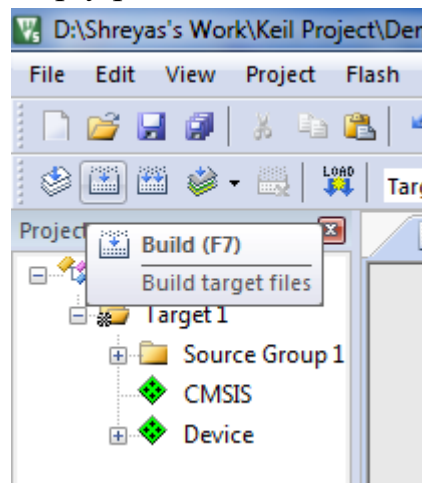 D:\Shreyas's Work\Keil Project\Der
File Edit View Project Flash
LOAD
Targ
Project
Build (F7)
Build target files
Target 1
Source Group 1
CMSIS
Device